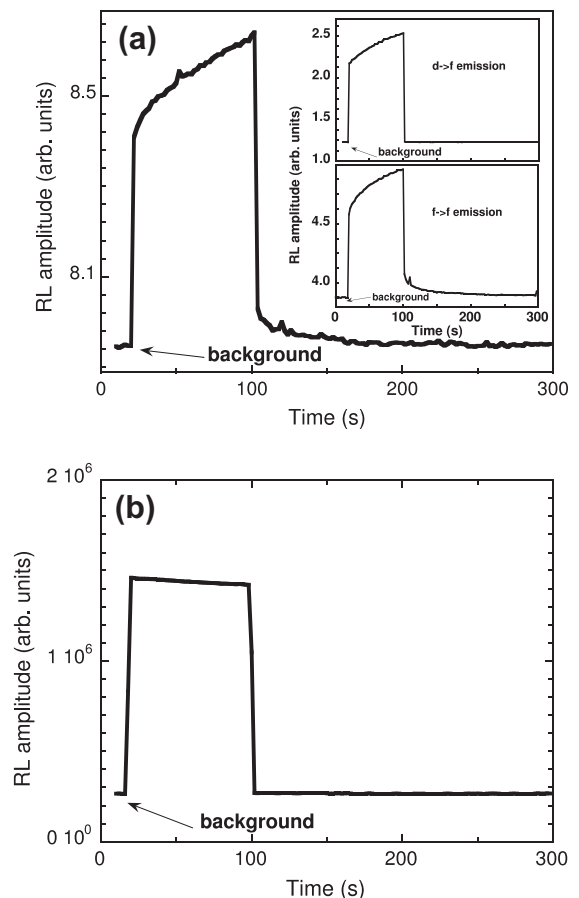 (a)
RL amplitude (arb. units)
8.5
8.1
0
100
200
300
Time (s)
background
RL amplitude (arb. units)
2.5
2.0
1.5
1.0
d->f emission
background
4.5
4.0
f->f emission
background
0
100
200
300
Time (s)
(b)
RL amplitude (arb. units)
2 10⁶
1 10⁶
0 10⁰
background
0
100
200
300
Time (s)